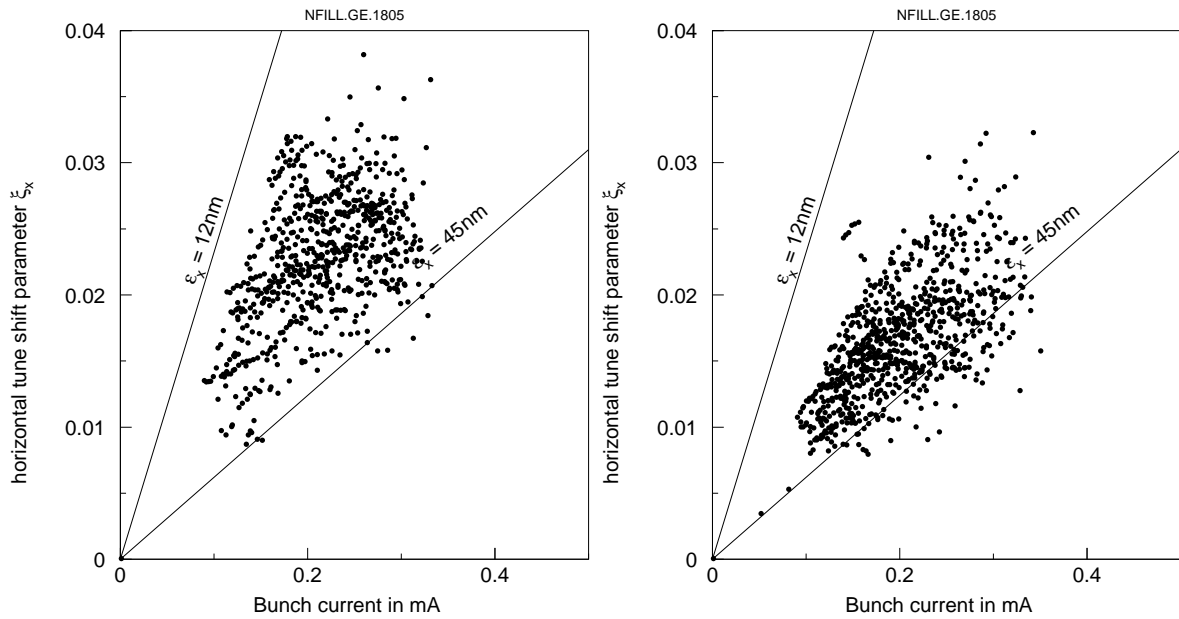 NFILL.GE.1805
0.04
0.03
0.02
0.01
0
0
0.2
0.4
horizontal tune shift parameter ξx
Bunch current in mA
εx = 12nm
εx = 45nm
NFILL.GE.1805
0.04
0.03
0.02
0.01
0
0
0.2
0.4
horizontal tune shift parameter ξx
Bunch current in mA
εx = 12nm
εx = 45nm